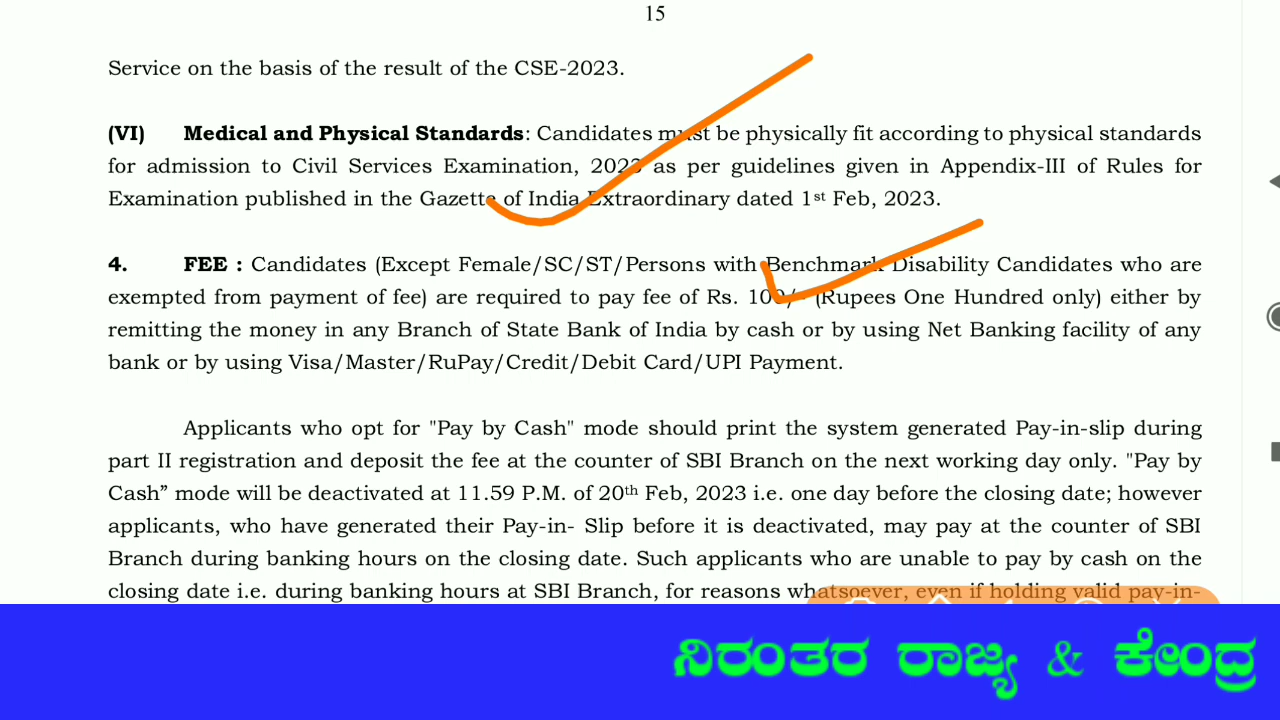 15
Service on the basis of the result of the CSE-2023.
(VI) Medical and Physical Standards: Candidates must be physically fit according to physical standards
for admission to Civil Services Examination, 2023 as per guidelines given in Appendix-III of Rules for
Examination published in the Gazette of India Extraordinary dated 1st Feb, 2023.
4. FEE : Candidates (Except Female/SC/ST/Persons with Benchmark Disability Candidates who are
exempted from payment of fee) are required to pay fee of Rs. 100/- (Rupees One Hundred only) either by
remitting the money in any Branch of State Bank of India by cash or by using Net Banking facility of any
bank or by using Visa/Master/RuPay/Credit/Debit Card/UPI Payment.
Applicants who opt for "Pay by Cash" mode should print the system generated Pay-in-slip during
part II registration and deposit the fee at the counter of SBI Branch on the next working day only. "Pay by
Cash” mode will be deactivated at 11.59 P.M. of 20th Feb, 2023 i.e. one day before the closing date; however
applicants, who have generated their Pay-in- Slip before it is deactivated, may pay at the counter of SBI
Branch during banking hours on the closing date. Such applicants who are unable to pay by cash on the
closing date i.e. during banking hours at SBI Branch, for reasons whatsoever, even if holding valid pay-in-
ನಿರಂತರ ರಾಜ್ಯ & ಕೇಂದ್ರ